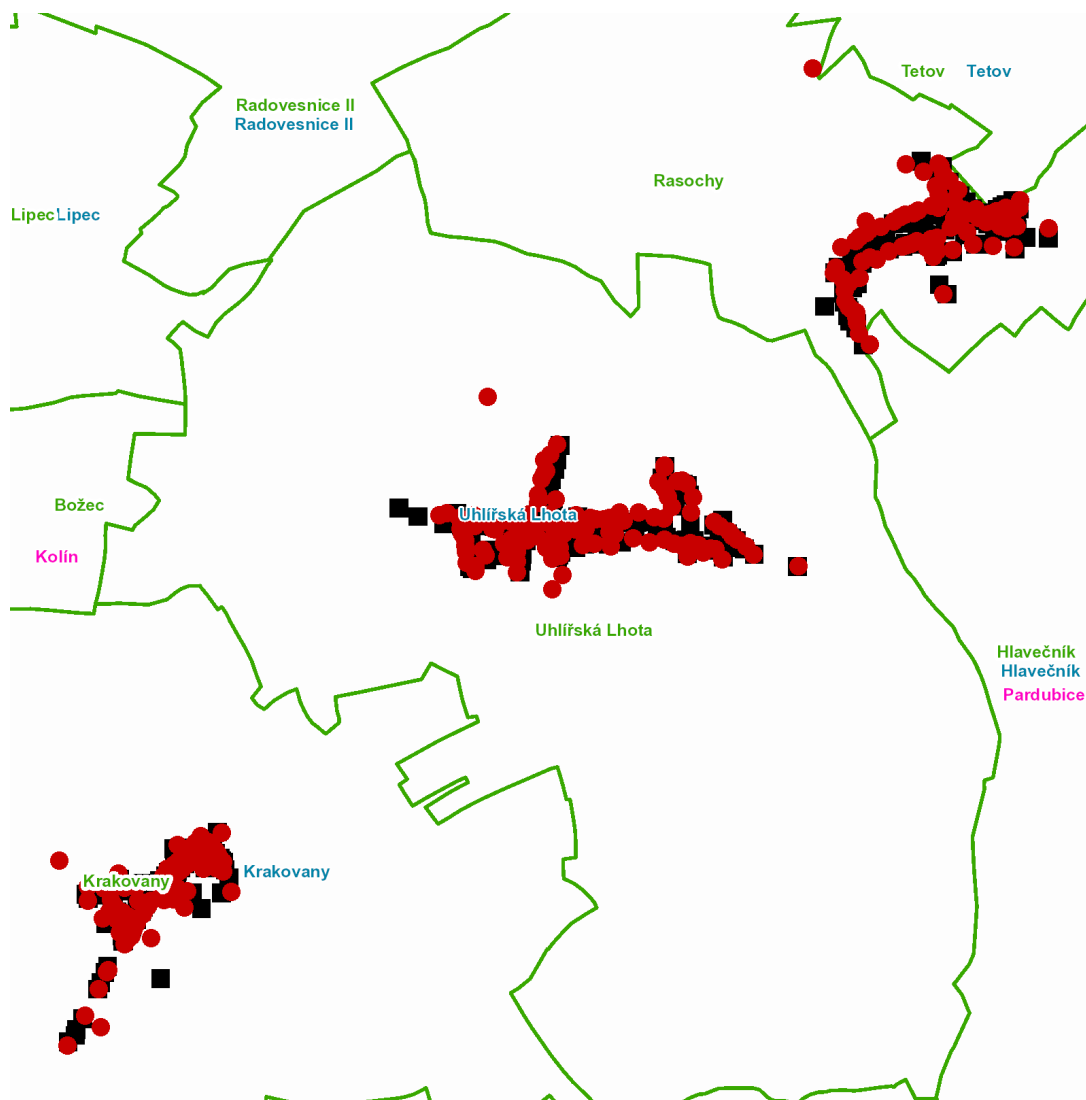 Tetov Tetov
Radovesnice II
Radovesnice II
Rasochy
Lipec Lipec
Božec
Uhlířská Lhota
Kolín
Uhlířská Lhota
Hlavečník
Hlavečník
Pardubice
Krakovany
Krakovany